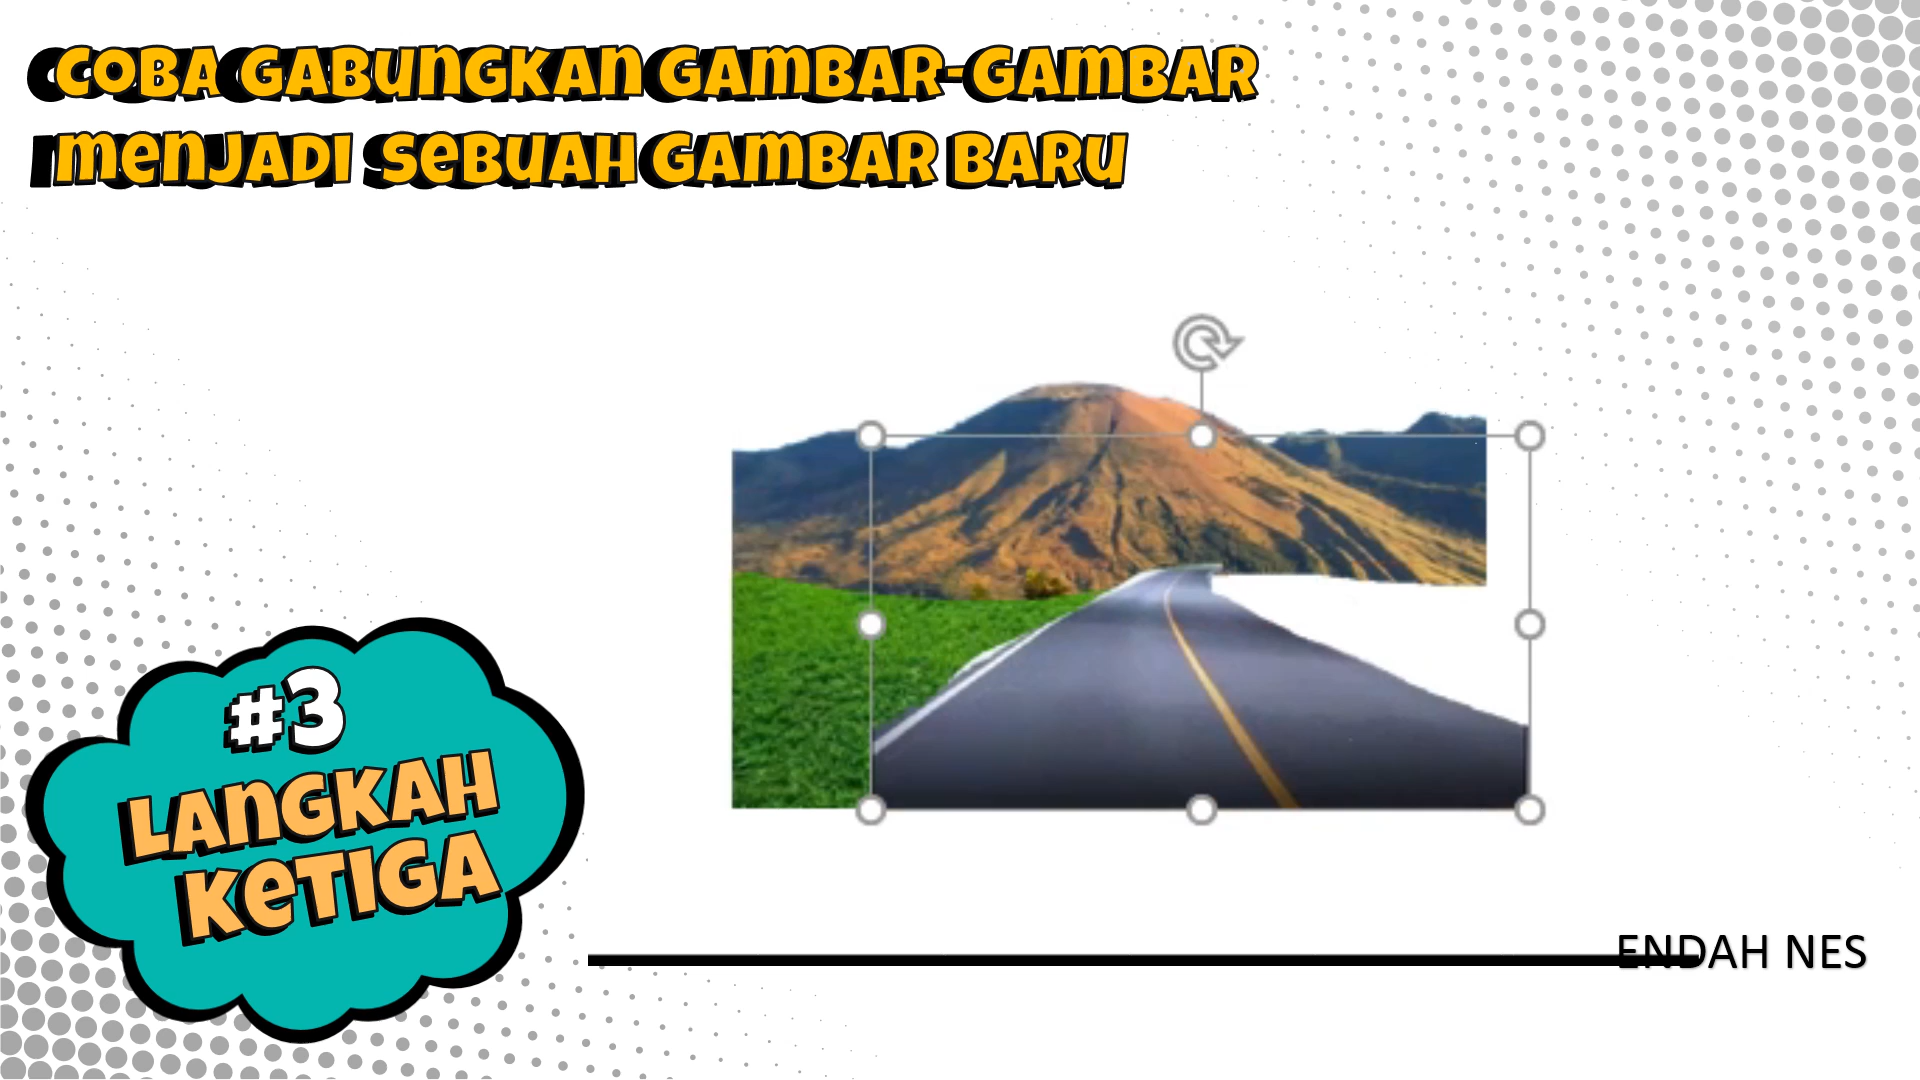 COBA GABUNGKAN GAMBAR-GAMBAR
MENJADI SEBUAH GAMBAR BARU
#3
LANGKAH
KETIGA
ENDAH NES